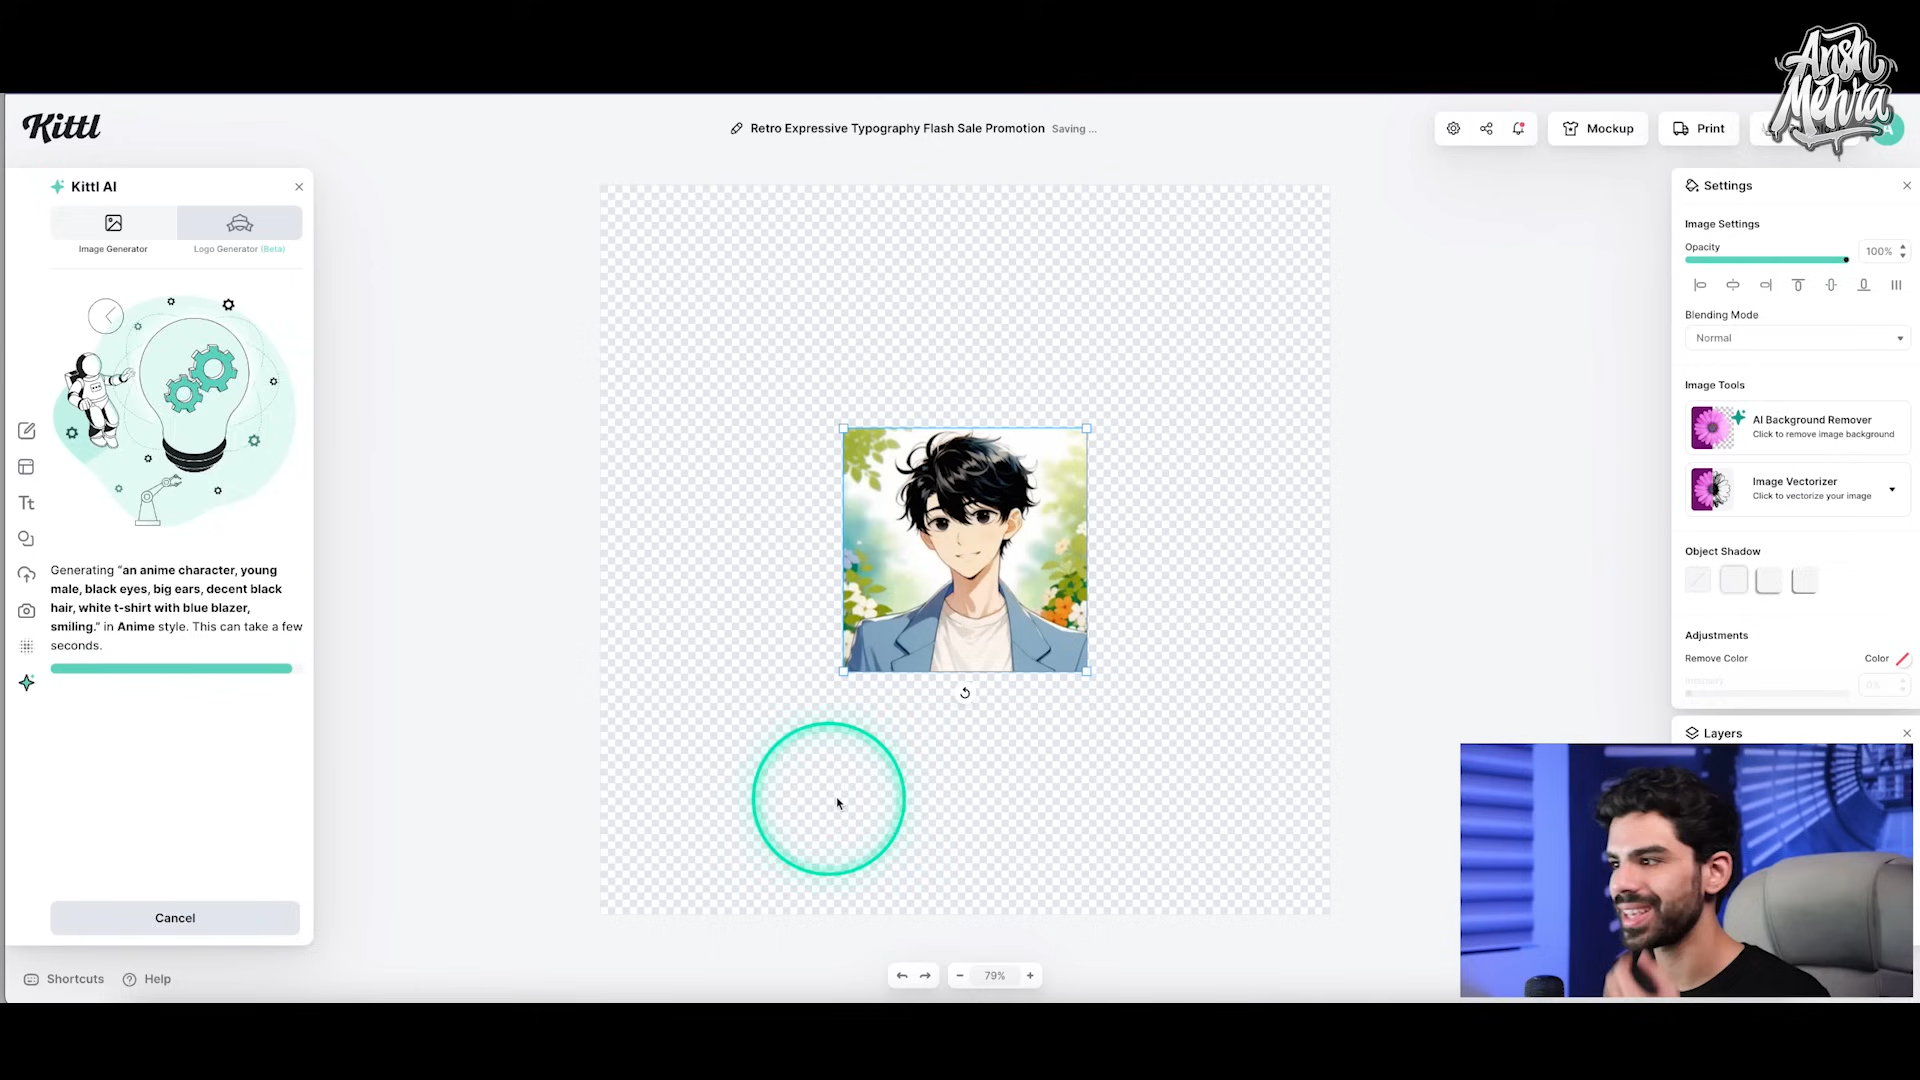 Ansh
Mehra
Kittl
Retro Expressive Typography Flash Sale Promotion Saving ...
Mockup
Print
Kittl AI
Image Generator
Logo Generator (Beta)
Generating “an anime character, young
male, black eyes, big ears, decent black
hair, white t-shirt with blue blazer,
smiling.” in Anime style. This can take a few
seconds.
Cancel
Shortcuts
Help
79%
Settings
Image Settings
Opacity
100%
Blending Mode
Normal
Image Tools
AI Background Remover
Click to remove image background
Image Vectorizer
Click to vectorize your image
Object Shadow
Adjustments
Remove Color
Color
Intensity
0%
Layers